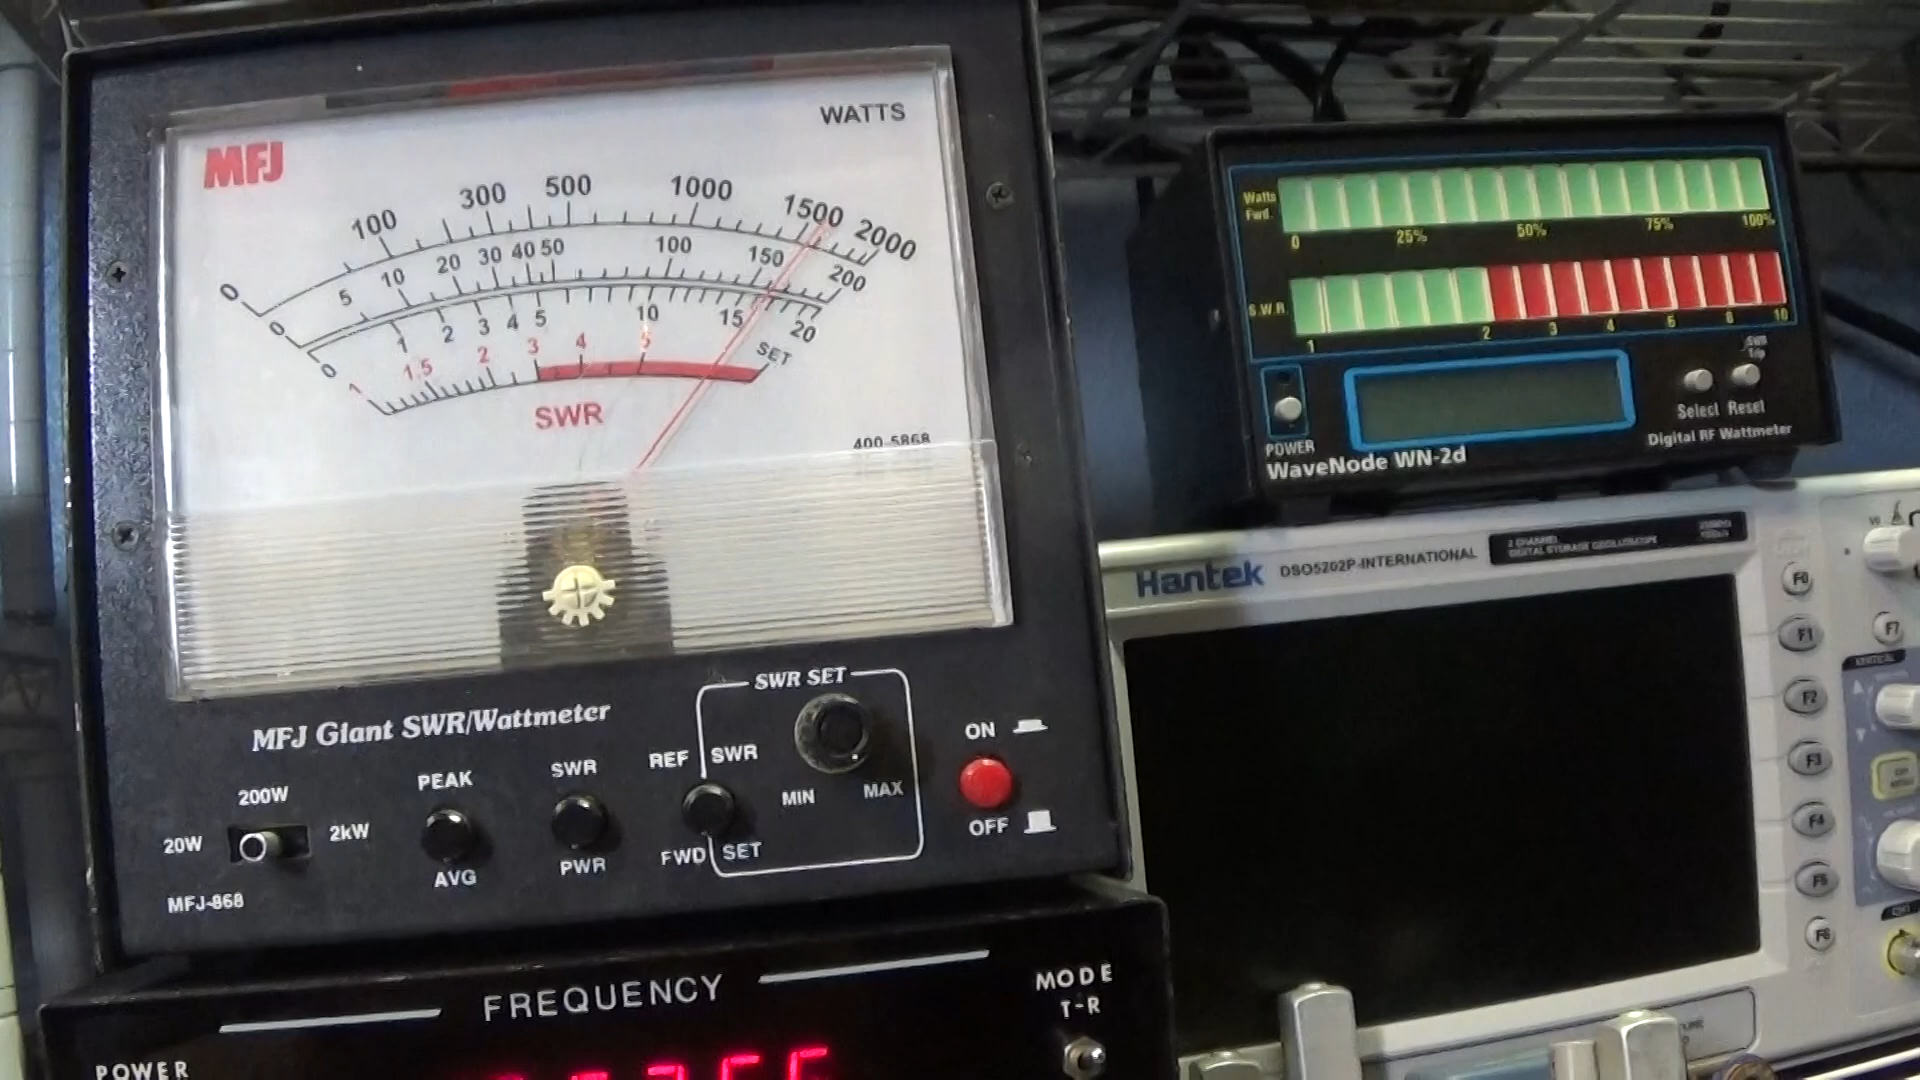 WATTS
MFJ
0 100 300 500 1000 1500 2000
0 5 10 20 30 40 50 100 150 200
0 1 2 3 4 5 10 15 20
1 1.5 2 3 4 5 SET
SWR
400-5868
MFJ Giant SWR/Wattmeter
SWR SET
200W
20W
2kW
PEAK
AVG
SWR
PWR
REF SWR
FWD SET
MIN MAX
ON
OFF
MFJ-868
FREQUENCY
MODE
T-R
POWER
Watts
Fwd.
0 25% 50% 75% 100%
S.W.R.
1 2 3 4 6 8 10
SWR
Trip
Select Reset
POWER
WaveNode WN-2d
Digital RF Wattmeter
Hantek DSO5202P-INTERNATIONAL
2 CHANNEL
DIGITAL STORAGE OSCILLOSCOPE
F0
F1
F2
F3
F4
F5
F6
F7
VERTICAL